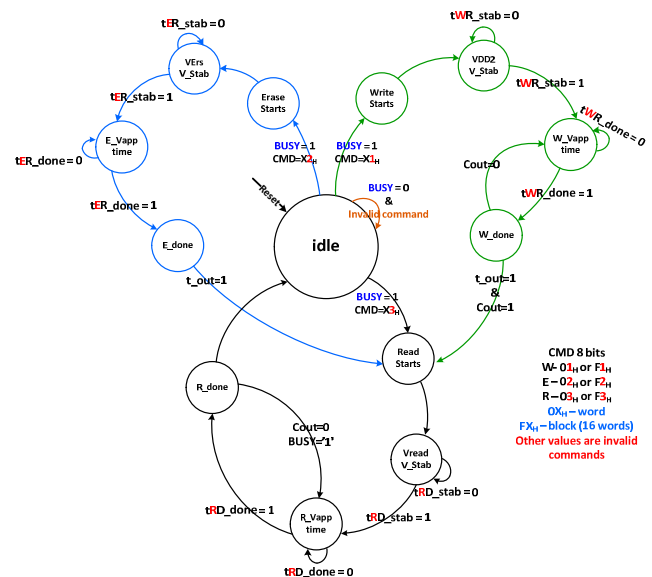 tER_stab=0
VErs
V_Stab
tER_stab=1
Erase
Starts
E_Vapp
time
tER_done=0
tER_done=1
E_done
t_out=1
BUSY=1
CMD=X2H
tWR_stab=0
VDD2
V_Stab
tWR_stab=1
Write
Starts
BUSY=1
CMD=X1H
W_Vapp
time
tWR_done=0
Cout=0
tWR_done=1
W_done
t_out=1
&
Cout=1
Reset
BUSY=0
&
Invalid command
idle
BUSY=1
CMD=X3H
Read
Starts
R_done
Cout=0
BUSY='1'
Vread
V_Stab
tRD_stab=0
tRD_done=1
R_Vapp
time
tRD_stab=1
tRD_done=0
CMD 8 bits
W-01H or F1H
E-02H or F2H
R-03H or F3H
0XH-word
FXH-block (16 words)
Other values are invalid
commands